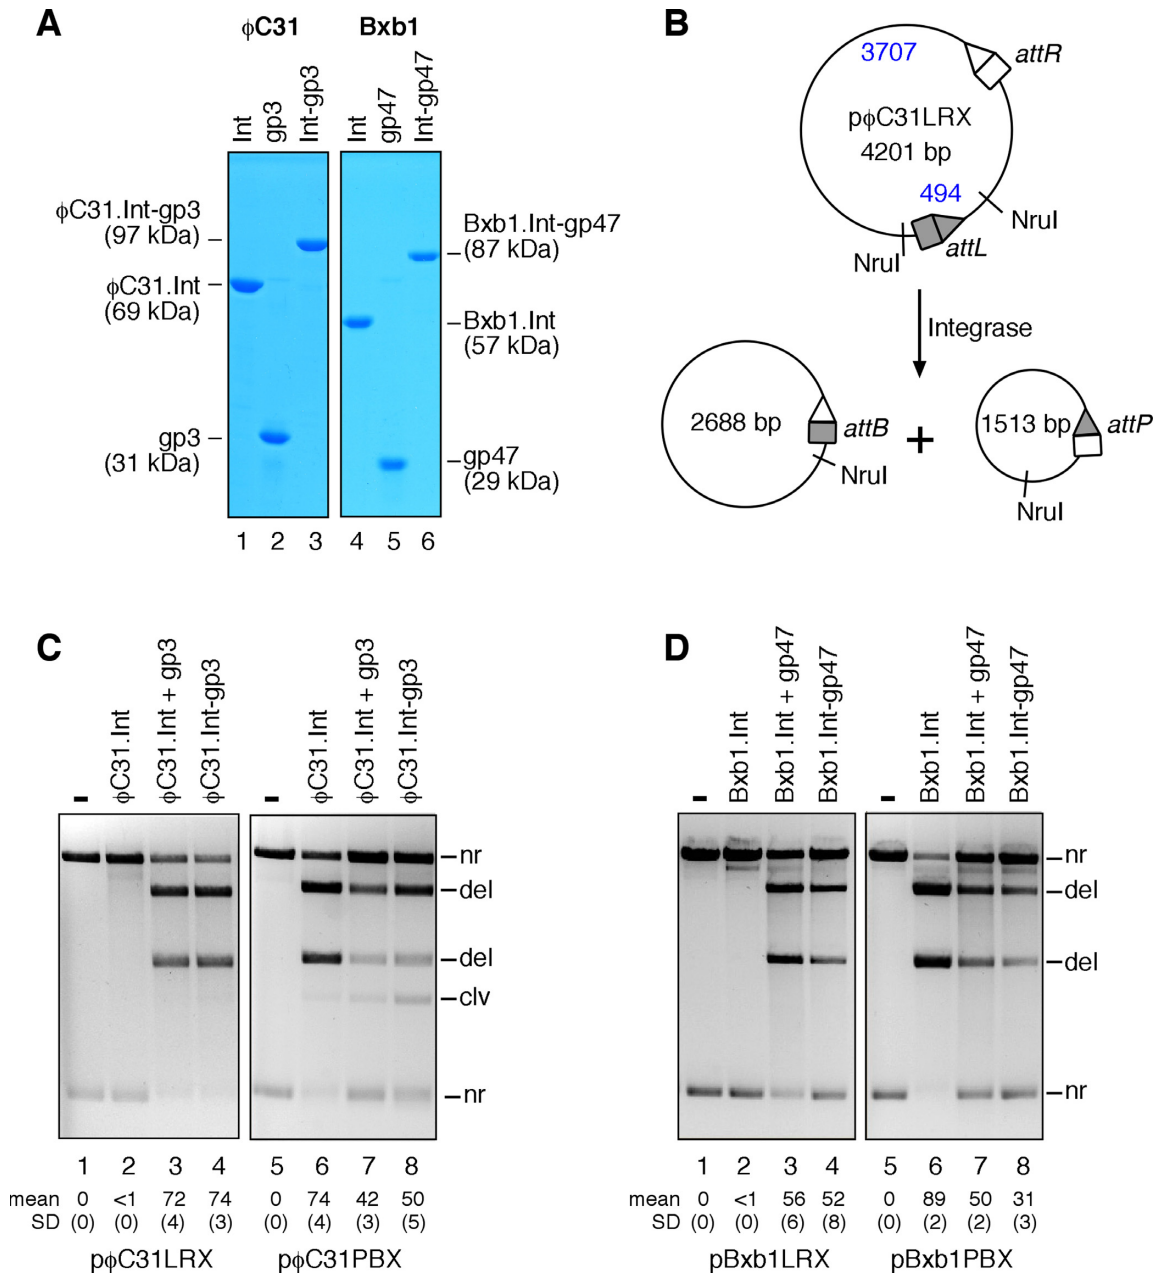 A
ϕC31 Bxb1
Int
gp3
Int-gp3
Int
gp47
Int-gp47
ϕC31.Int-gp3
(97 kDa)
ϕC31.Int
(69 kDa)
gp3
(31 kDa)
Bxb1.Int-gp47
(87 kDa)
Bxb1.Int
(57 kDa)
gp47
(29 kDa)
1 2 3 4 5 6
B
3707
attR
pϕC31LRX
4201 bp
494
NruI
attL
NruI
Integrase
2688 bp
attB
NruI
+
1513 bp
attP
NruI
C
-
ϕC31.Int
ϕC31.Int + gp3
ϕC31.Int-gp3
-
ϕC31.Int
ϕC31.Int + gp3
ϕC31.Int-gp3
nr
del
del
clv
nr
1 2 3 4 5 6 7 8
mean 0 <1 72 74 0 74 42 50
SD (0) (0) (4) (3) (0) (4) (3) (5)
pϕC31LRX pϕC31PBX
D
-
Bxb1.Int
Bxb1.Int + gp47
Bxb1.Int-gp47
-
Bxb1.Int
Bxb1.Int + gp47
Bxb1.Int-gp47
nr
del
del
nr
1 2 3 4 5 6 7 8
mean 0 <1 56 52 0 89 50 31
SD (0) (0) (6) (8) (0) (2) (2) (3)
pBxb1LRX pBxb1PBX